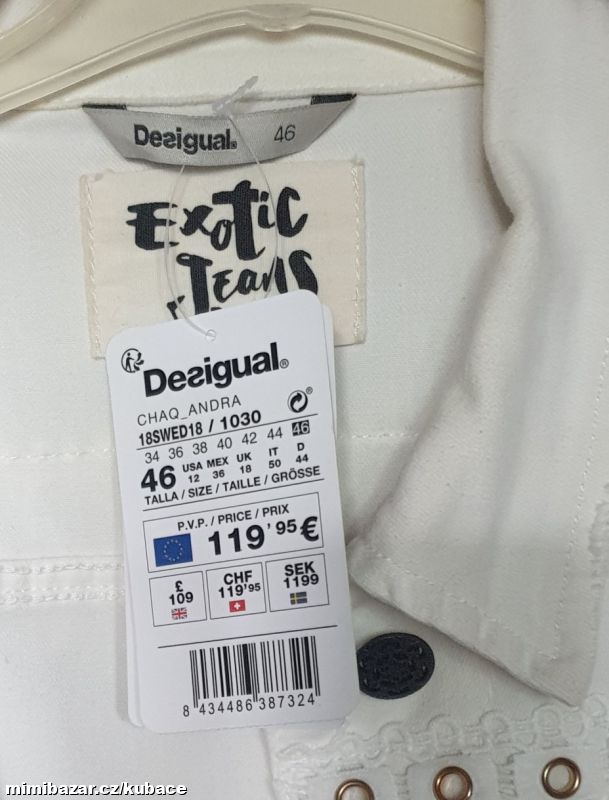 Desigual. 46
Exotic
Jeans
Desigual®
CHAQ_ANDRA
18SWED18 / 1030
34 36 38 40 42 44 46
46 USA MEX UK IT D
12 36 18 50 44
TALLA / SIZE / TAILLE / GRÖSSE
P.V.P. / PRICE / PRIX
119'95€
£ CHF SEK
109 119'95 1199
8 434486 387324
mimibazar.cz/kubace